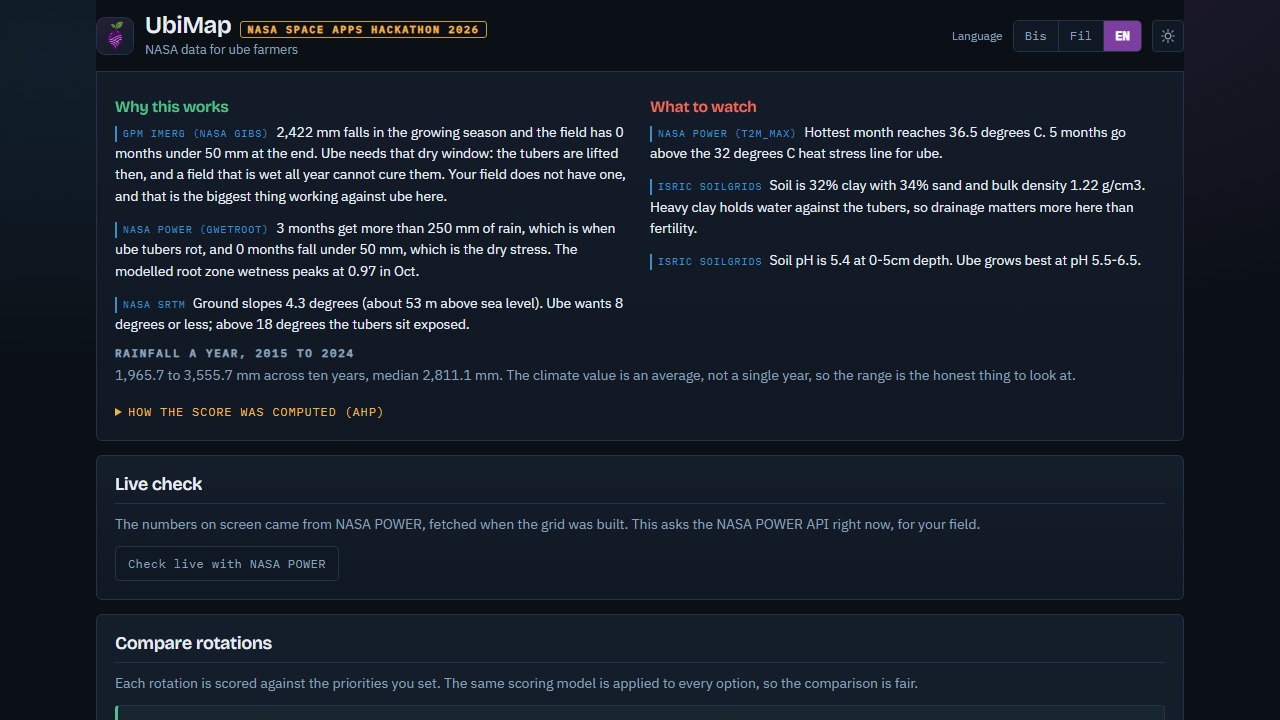 UbiMap NASA SPACE APPS HACKATHON 2026
NASA data for ube farmers
Language Bis Fil EN
Why this works
GPM IMERG (NASA GIBS) 2,422 mm falls in the growing season and the field has 0
months under 50 mm at the end. Ube needs that dry window: the tubers are lifted
then, and a field that is wet all year cannot cure them. Your field does not have one,
and that is the biggest thing working against ube here.
NASA POWER (GWETROOT) 3 months get more than 250 mm of rain, which is when
ube tubers rot, and 0 months fall under 50 mm, which is the dry stress. The
modelled root zone wetness peaks at 0.97 in Oct.
NASA SRTM Ground slopes 4.3 degrees (about 53 m above sea level). Ube wants 8
degrees or less; above 18 degrees the tubers sit exposed.
What to watch
NASA POWER (T2M_MAX) Hottest month reaches 36.5 degrees C. 5 months go
above the 32 degrees C heat stress line for ube.
ISRIC SOILGRIDS Soil is 32% clay with 34% sand and bulk density 1.22 g/cm3.
Heavy clay holds water against the tubers, so drainage matters more here than
fertility.
ISRIC SOILGRIDS Soil pH is 5.4 at 0-5cm depth. Ube grows best at pH 5.5-6.5.
RAINFALL A YEAR, 2015 TO 2024
1,965.7 to 3,555.7 mm across ten years, median 2,811.1 mm. The climate value is an average, not a single year, so the range is the honest thing to look at.
HOW THE SCORE WAS COMPUTED (AHP)
Live check
The numbers on screen came from NASA POWER, fetched when the grid was built. This asks the NASA POWER API right now, for your field.
Check live with NASA POWER
Compare rotations
Each rotation is scored against the priorities you set. The same scoring model is applied to every option, so the comparison is fair.